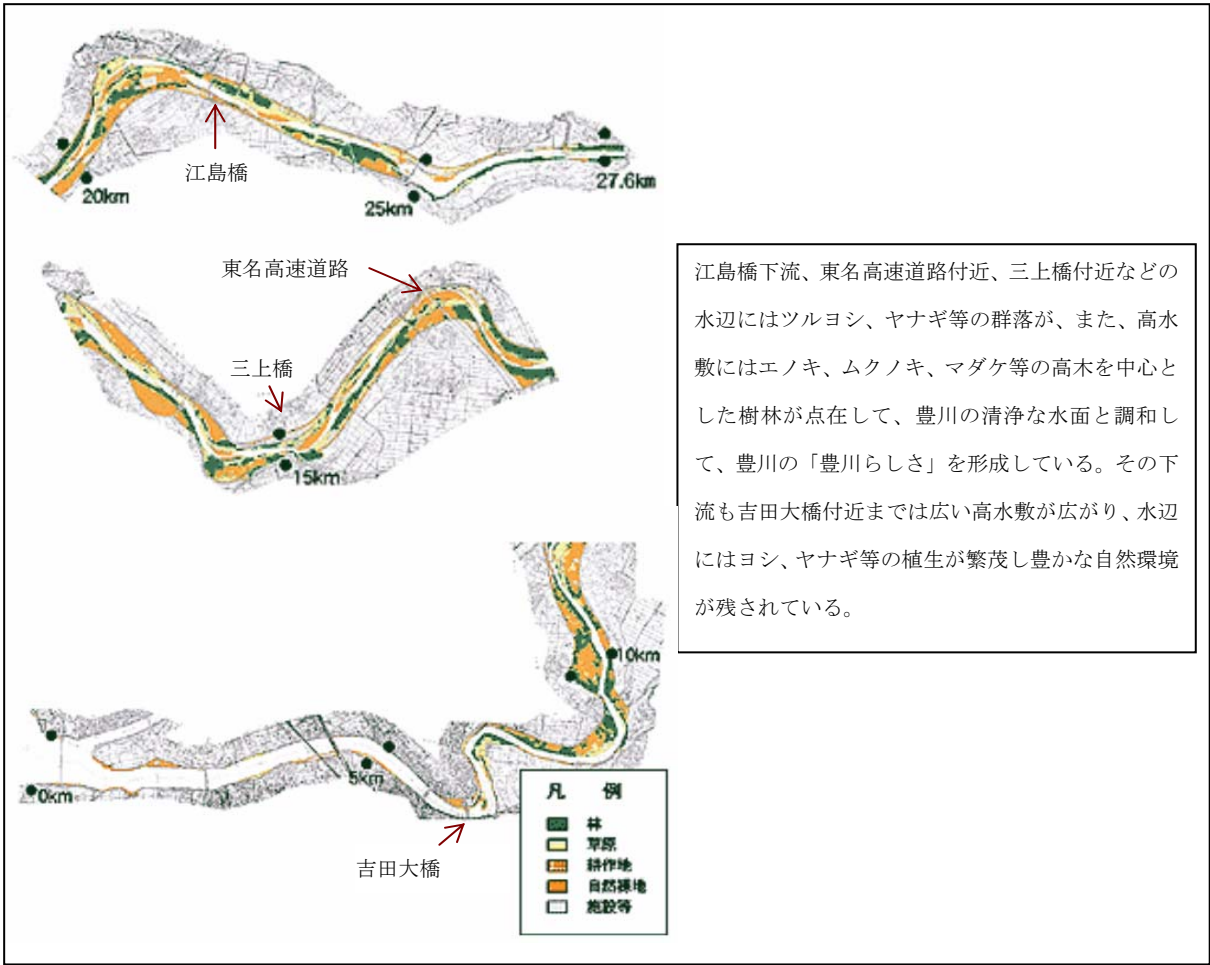 江島橋
20km
25km
27.6km
東名高速道路
三上橋
15km
江島橋下流、東名高速道路付近、三上橋付近などの
水辺にはツルヨシ、ヤナギ等の群落が、また、高水
敷にはエノキ、ムクノキ、マダケ等の高木を中心と
した樹林が点在して、豊川の清浄な水面と調和し
て、豊川の「豊川らしさ」を形成している。その下
流も吉田大橋付近までは広い高水敷が広がり、水辺
にはヨシ、ヤナギ等の植生が繁茂し豊かな自然環境
が残されている。
10km
5km
0km
吉田大橋
凡 例
林
草原
耕作地
自然裸地
施設等